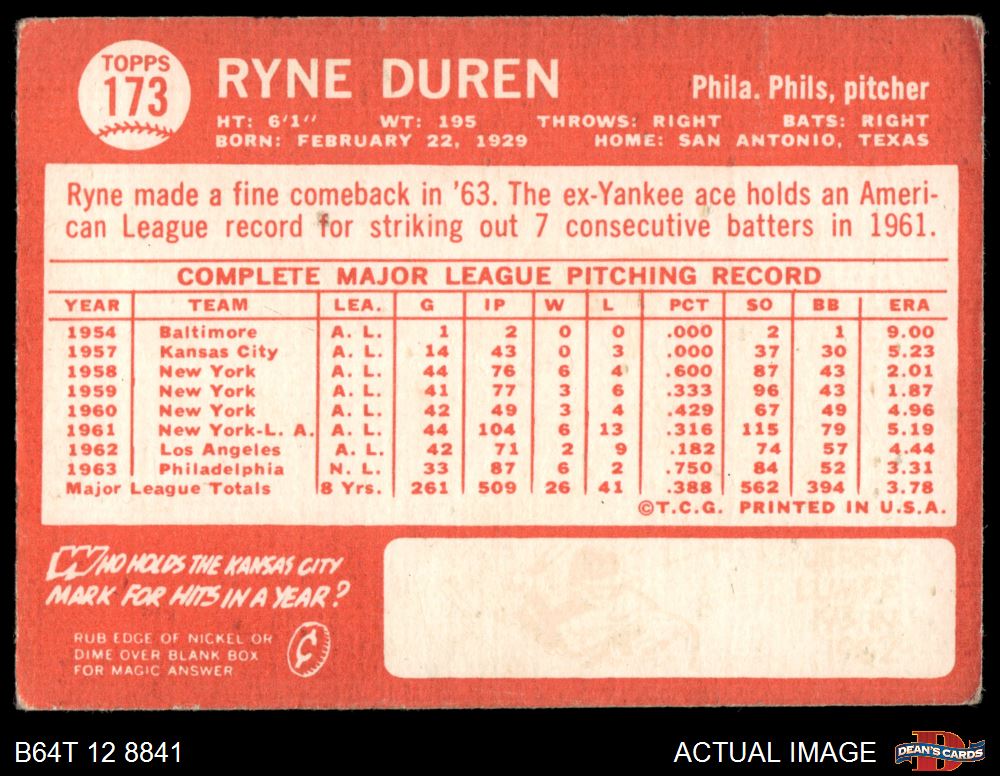 TOPPS
173
RYNE DUREN
Phila. Phils, pitcher
HT: 6'1" WT: 195 THROWS: RIGHT BATS: RIGHT
BORN: FEBRUARY 22, 1929 HOME: SAN ANTONIO, TEXAS
Ryne made a fine comeback in '63. The ex-Yankee ace holds an Ameri-
can League record for striking out 7 consecutive batters in 1961.
COMPLETE MAJOR LEAGUE PITCHING RECORD
YEAR TEAM LEA. G IP W L PCT SO BB ERA
1954 Baltimore A. L. 1 2 0 0 .000 2 1 9.00
1957 Kansas City A. L. 14 43 0 3 .000 37 30 5.23
1958 New York A. L. 44 76 6 4 .600 87 43 2.01
1959 New York A. L. 41 77 3 6 .333 96 43 1.87
1960 New York A. L. 42 49 3 4 .429 67 49 4.96
1961 New York-L. A. A. L. 44 104 6 13 .316 115 79 5.19
1962 Los Angeles A. L. 42 71 2 9 .182 74 57 4.44
1963 Philadelphia N. L. 33 87 6 2 .750 84 52 3.31
Major League Totals 8 Yrs. 261 509 26 41 .388 562 394 3.78
©T.C.G. PRINTED IN U.S.A.
WHO HOLDS THE KANSAS CITY
MARK FOR HITS IN A YEAR?
RUB EDGE OF NICKEL OR
DIME OVER BLANK BOX
FOR MAGIC ANSWER
B64T 12 8841
ACTUAL IMAGE
DEAN'S CARDS